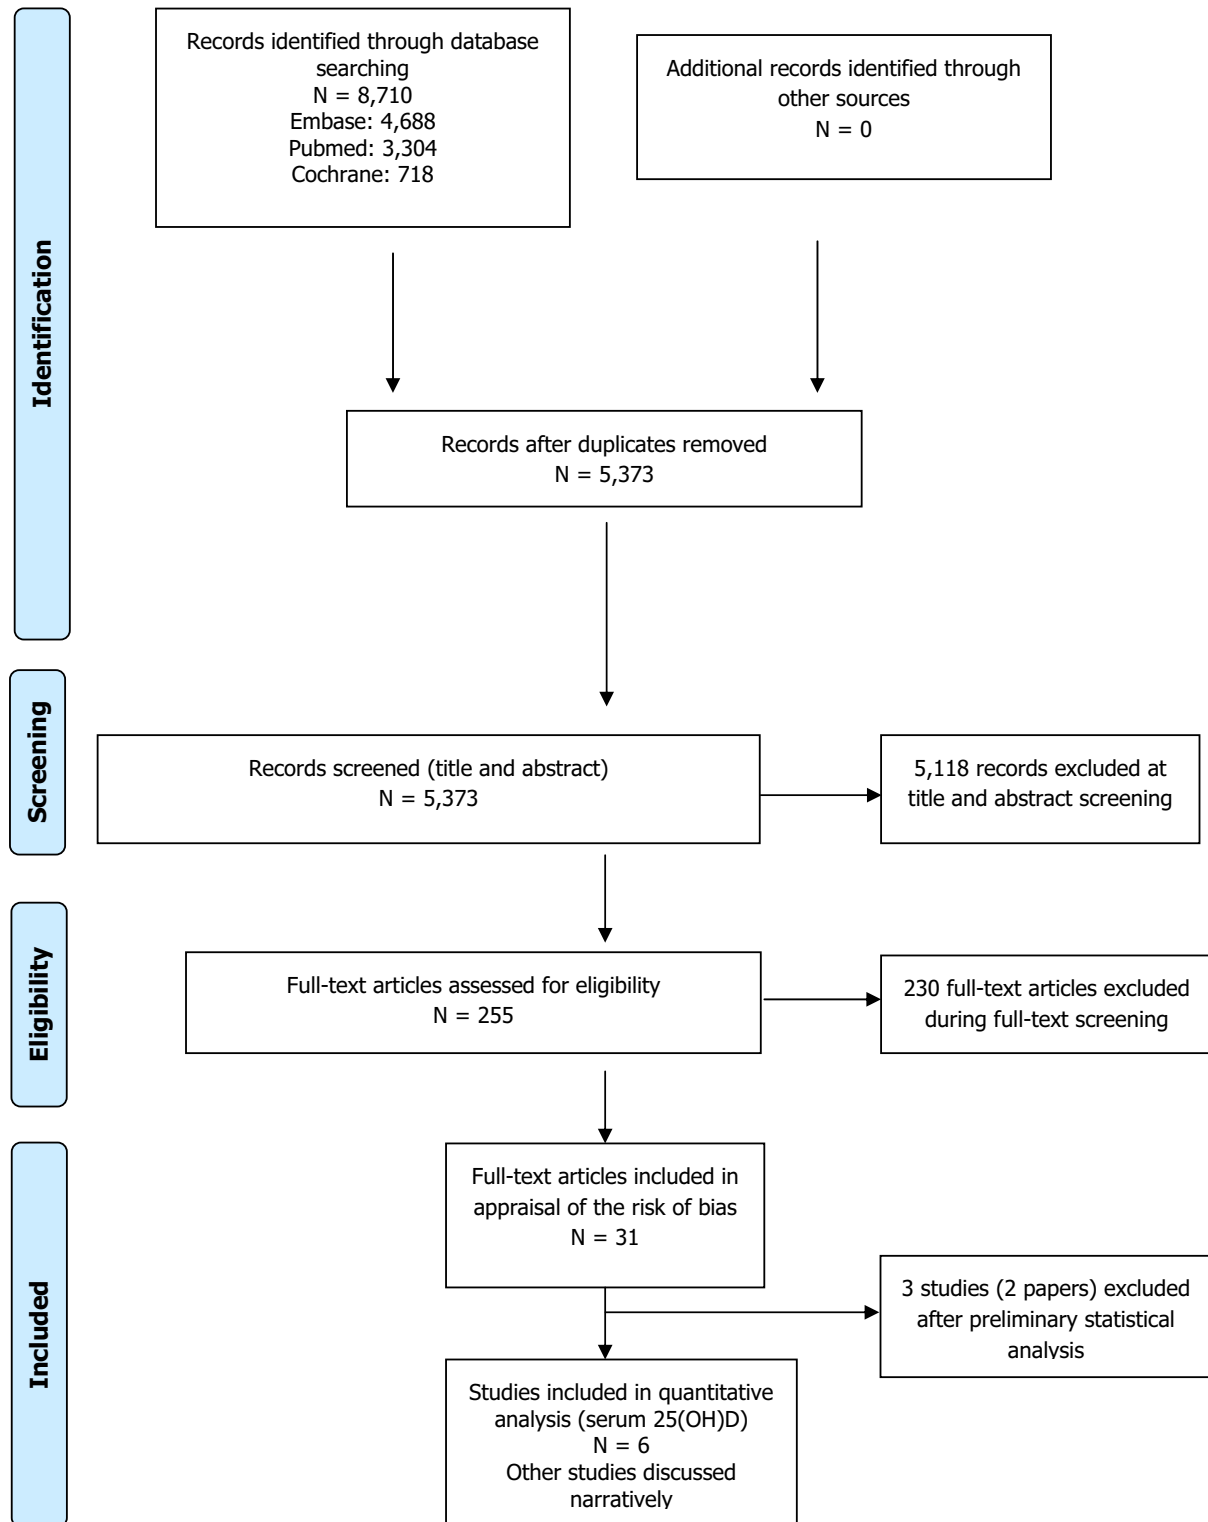 Identification
Records identified through database
searching
N = 8,710
Embase: 4,688
Pubmed: 3,304
Cochrane: 718
Additional records identified through
other sources
N = 0
Records after duplicates removed
N = 5,373
Screening
Records screened (title and abstract)
N = 5,373
5,118 records excluded at
title and abstract screening
Eligibility
Full-text articles assessed for eligibility
N = 255
230 full-text articles excluded
during full-text screening
Included
Full-text articles included in
appraisal of the risk of bias
N = 31
3 studies (2 papers) excluded
after preliminary statistical
analysis
Studies included in quantitative
analysis (serum 25(OH)D)
N = 6
Other studies discussed
narratively